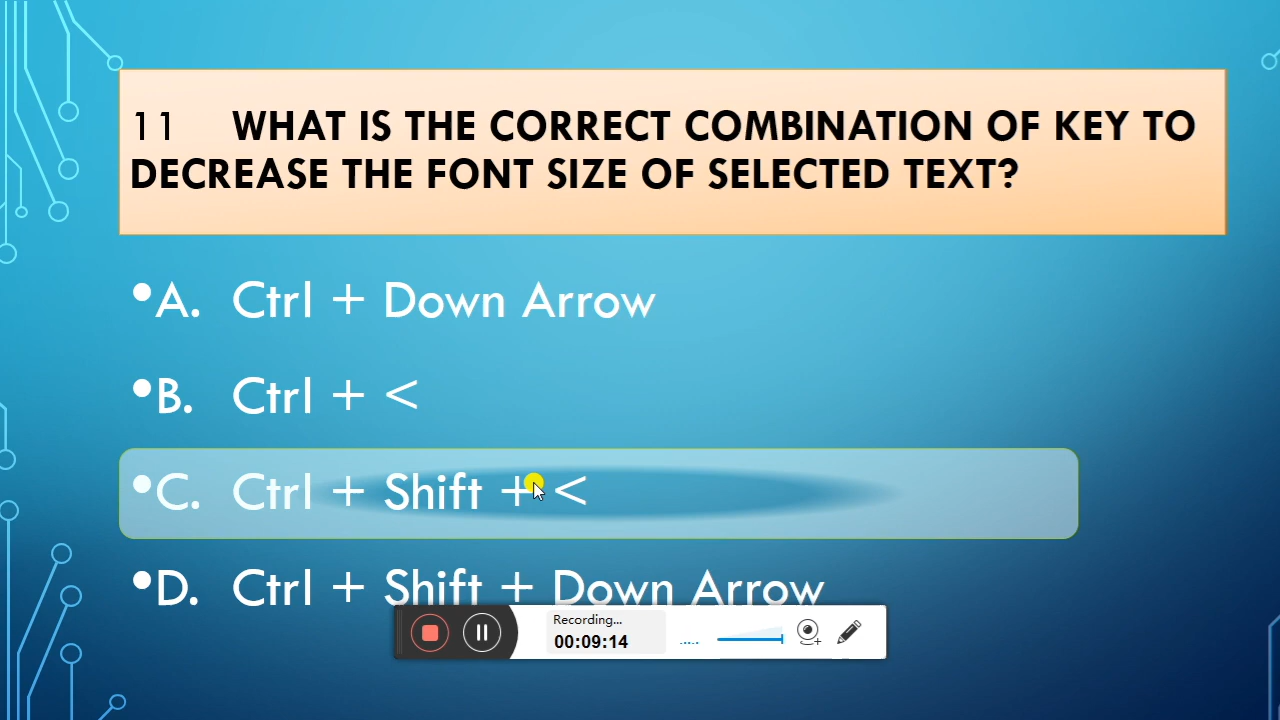 11 WHAT IS THE CORRECT COMBINATION OF KEY TO
DECREASE THE FONT SIZE OF SELECTED TEXT?
•A. Ctrl + Down Arrow
•B. Ctrl + <
•C. Ctrl + Shift + <
•D. Ctrl + Shift + Down Arrow
Recording...
00:09:14